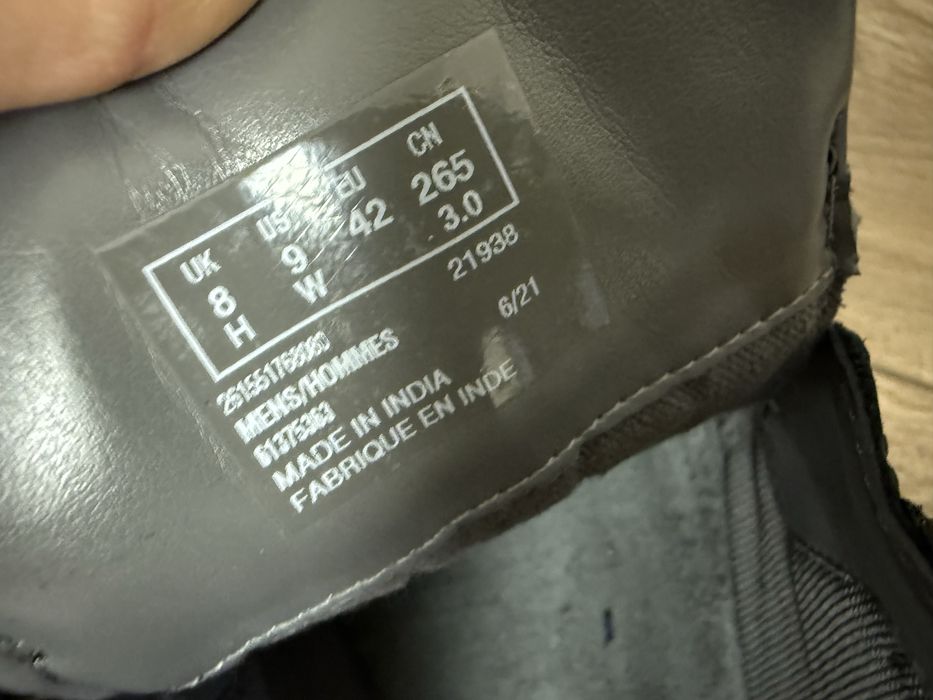 UK US EU CN
8 9 42 265
H W 3.0
21938
6/21
MENS/HOMMES
MADE IN INDIA
FABRIQUE EN INDE